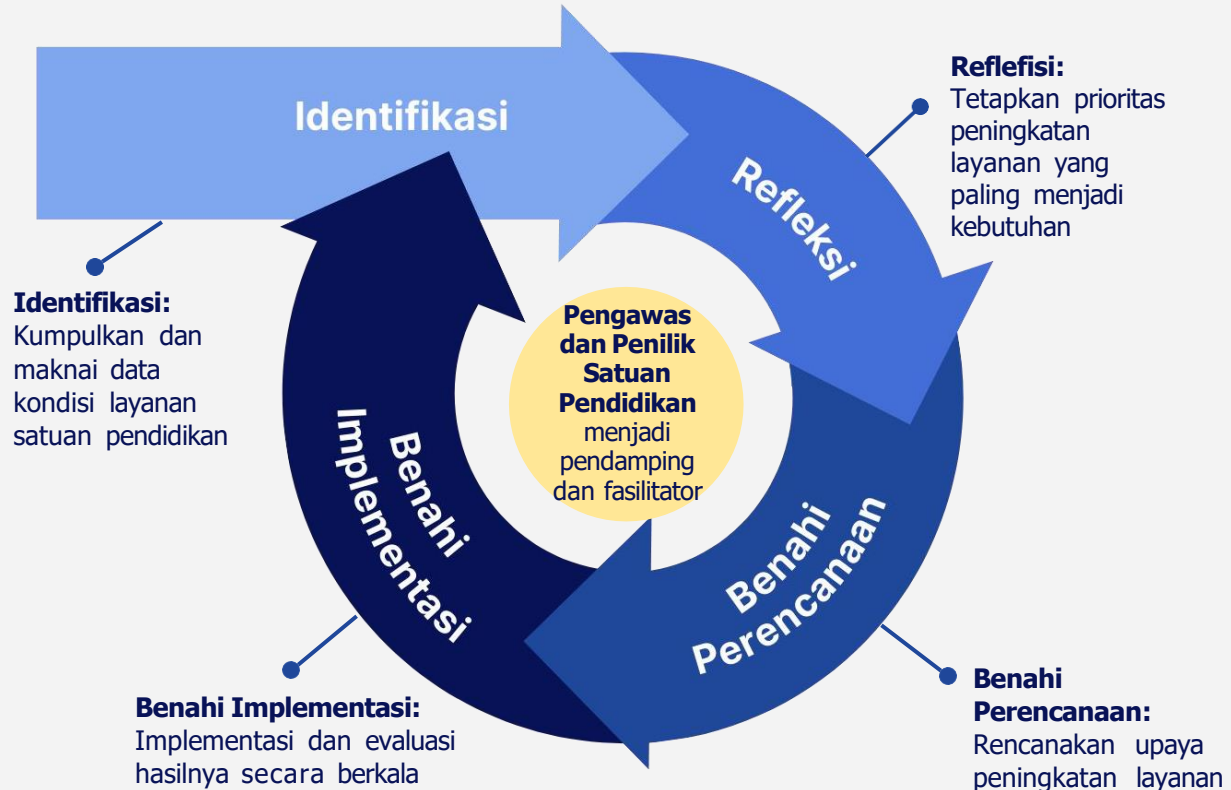 Identifikasi
Refleksi
Reflefisi:
Tetapkan prioritas
peningkatan
layanan yang
paling menjadi
kebutuhan
Identifikasi:
Kumpulkan dan
maknai data
kondisi layanan
satuan pendidikan
Pengawas
dan Penilik
Satuan
Pendidikan
menjadi
pendamping
dan fasilitator
Benahi
Implementasi
Benahi
Perencanaan
Benahi Implementasi:
Implementasi dan evaluasi
hasilnya secara berkala
Benahi
Perencanaan:
Rencanakan upaya
peningkatan layanan